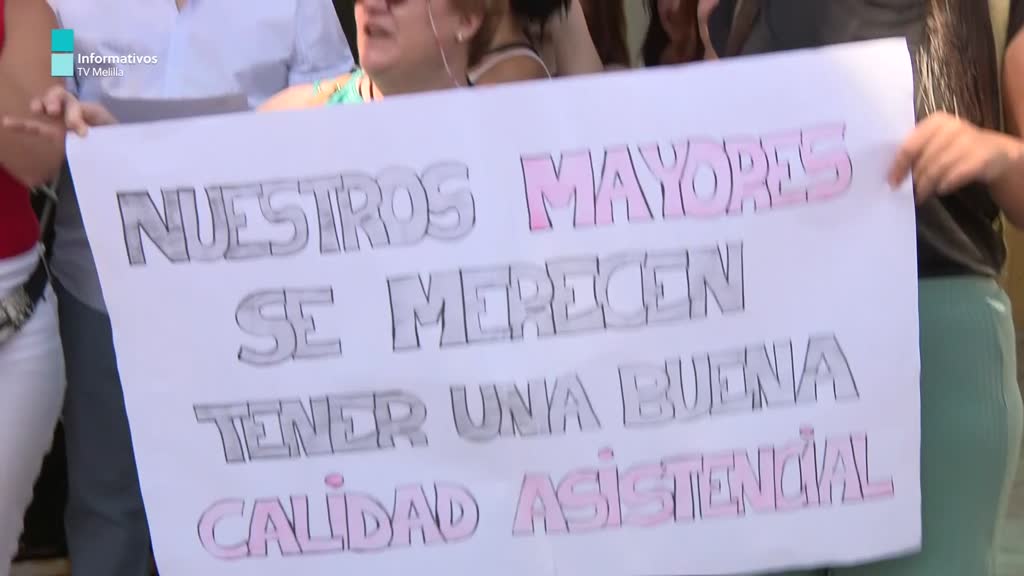 Informativos
TV Melilla
NUESTROS MAYORES
SE MERECEN
TENER UNA BUENA
CALiDAD ASiSTENCiAL